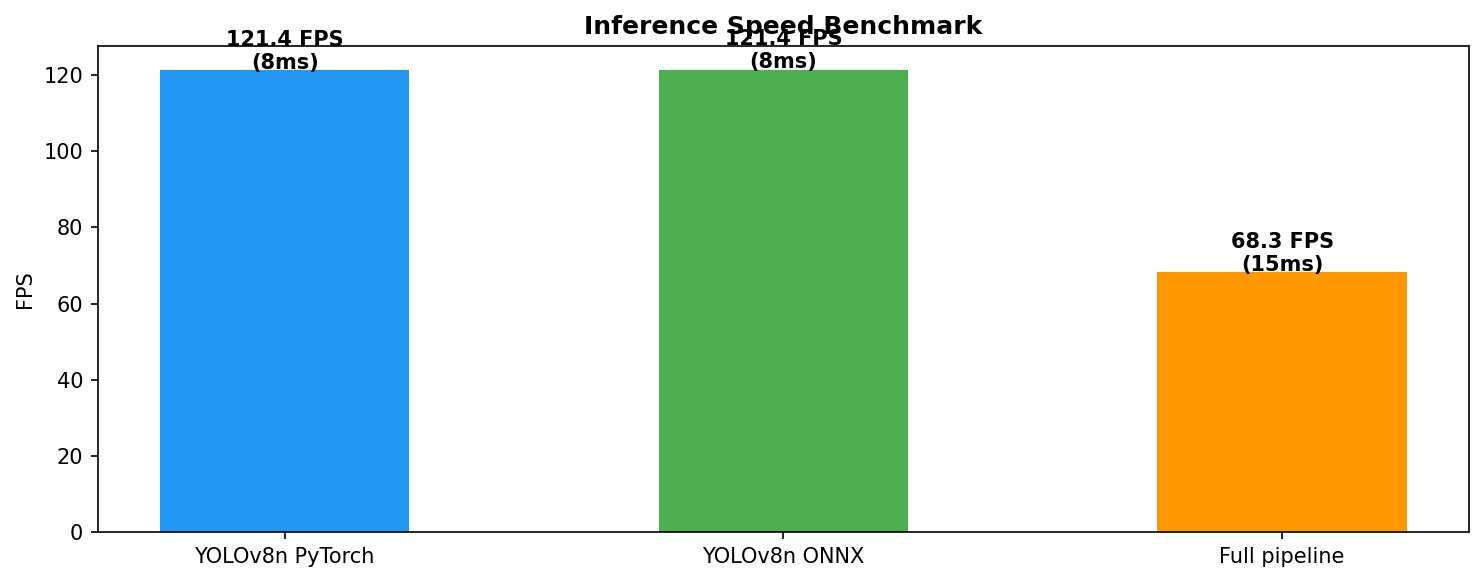 Inference Speed Benchmark
121.4 FPS
(8ms)
121.4 FPS
(8ms)
68.3 FPS
(15ms)
120
100
80
60
40
20
0
FPS
YOLOv8n PyTorch
YOLOv8n ONNX
Full pipeline